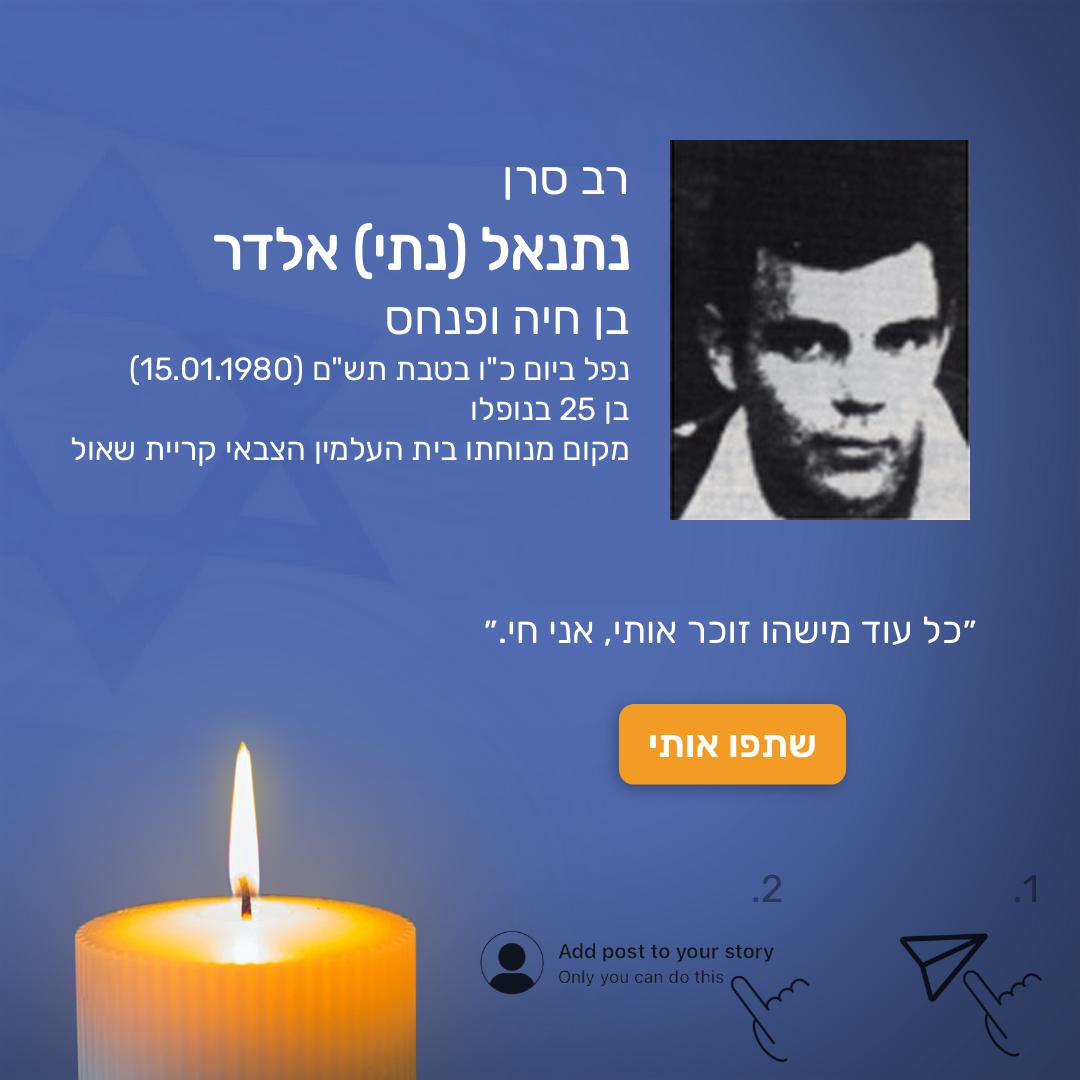 רב סרן
נתנאל (נתי) אלדר
בן חיה ופנחס
נפל ביום כ"ו בטבת תש"ם (15.01.1980)
בן 25 בנופלו
מקום מנוחתו בית העלמין הצבאי קריית שאול
״כל עוד מישהו זוכר אותי, אני חי.״
שתפו אותי
1.
2.
Add post to your story
Only you can do this